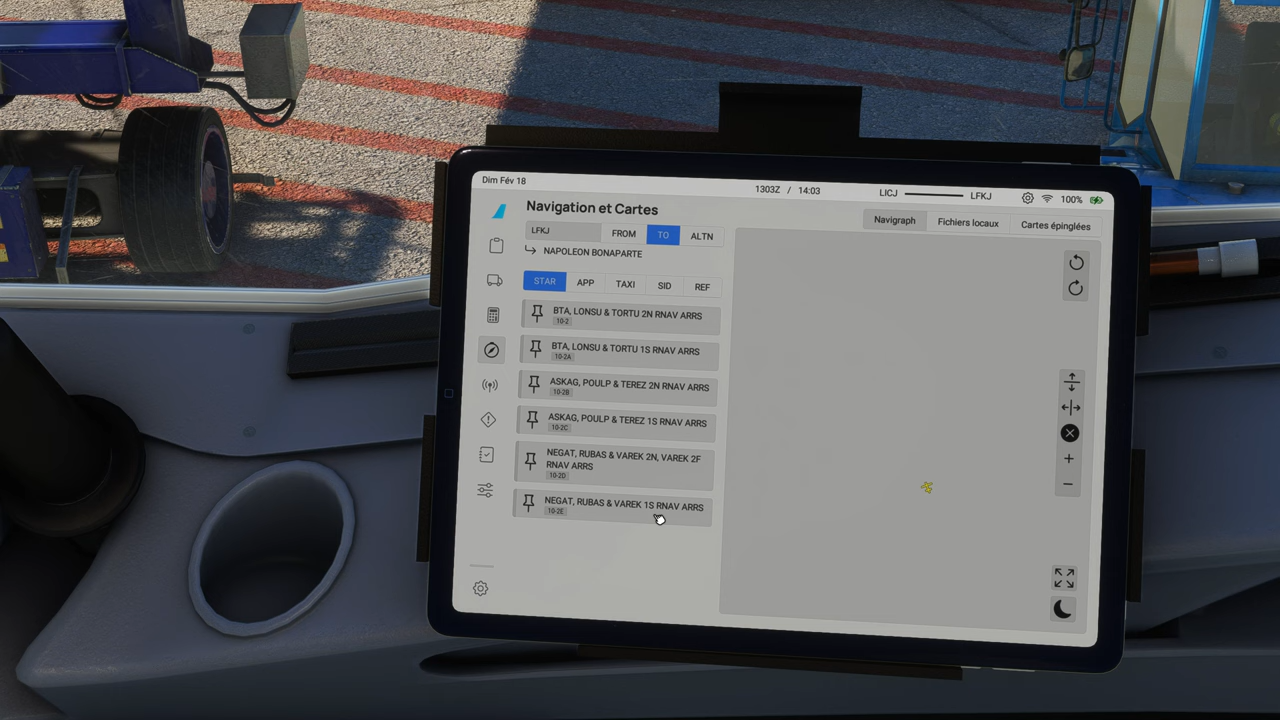 Dim Fév 18
1303Z / 14:03
LICJ
LFKJ
100%
Navigation et Cartes
Navigraph
Fichiers locaux
Cartes épinglées
LFKJ
FROM
TO
ALTN
NAPOLEON BONAPARTE
STAR
APP
TAXI
SID
REF
BTA, LONSU & TORTU 2N RNAV ARRS
10-2
BTA, LONSU & TORTU 1S RNAV ARRS
10-2A
ASKAG, POULP & TEREZ 2N RNAV ARRS
10-2B
ASKAG, POULP & TEREZ 1S RNAV ARRS
10-2C
NEGAT, RUBAS & VAREK 2N, VAREK 2F
RNAV ARRS
10-2D
NEGAT, RUBAS & VAREK 1S RNAV ARRS
10-2E